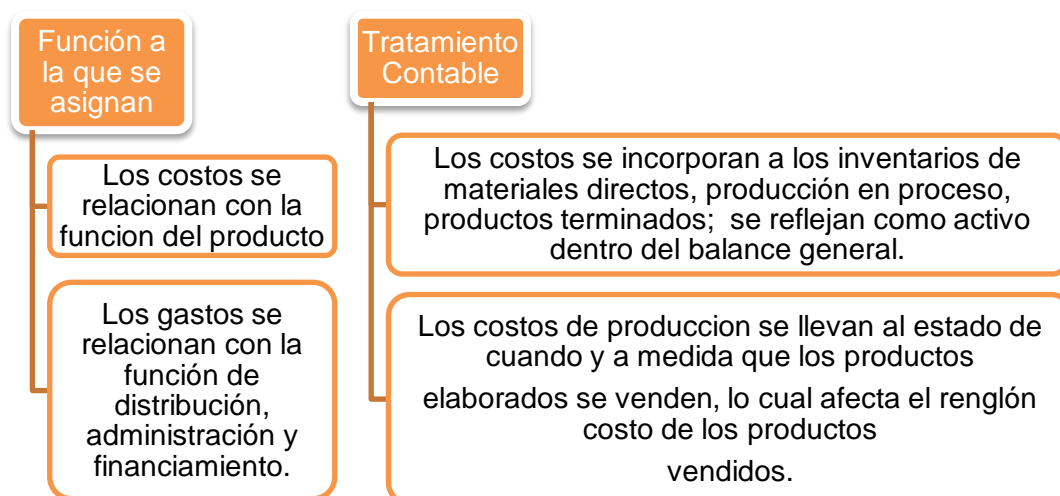 Función a
la que se
asignan
Los costos se
relacionan con la
funcion del producto
Los gastos se
relacionan con la
función de
distribución,
administración y
financiamiento.
Tratamiento
Contable
Los costos se incorporan a los inventarios de
materiales directos, producción en proceso,
productos terminados; se reflejan como activo
dentro del balance general.
Los costos de produccion se llevan al estado de
cuando y a medida que los productos
elaborados se venden, lo cual afecta el renglón
costo de los productos
vendidos.